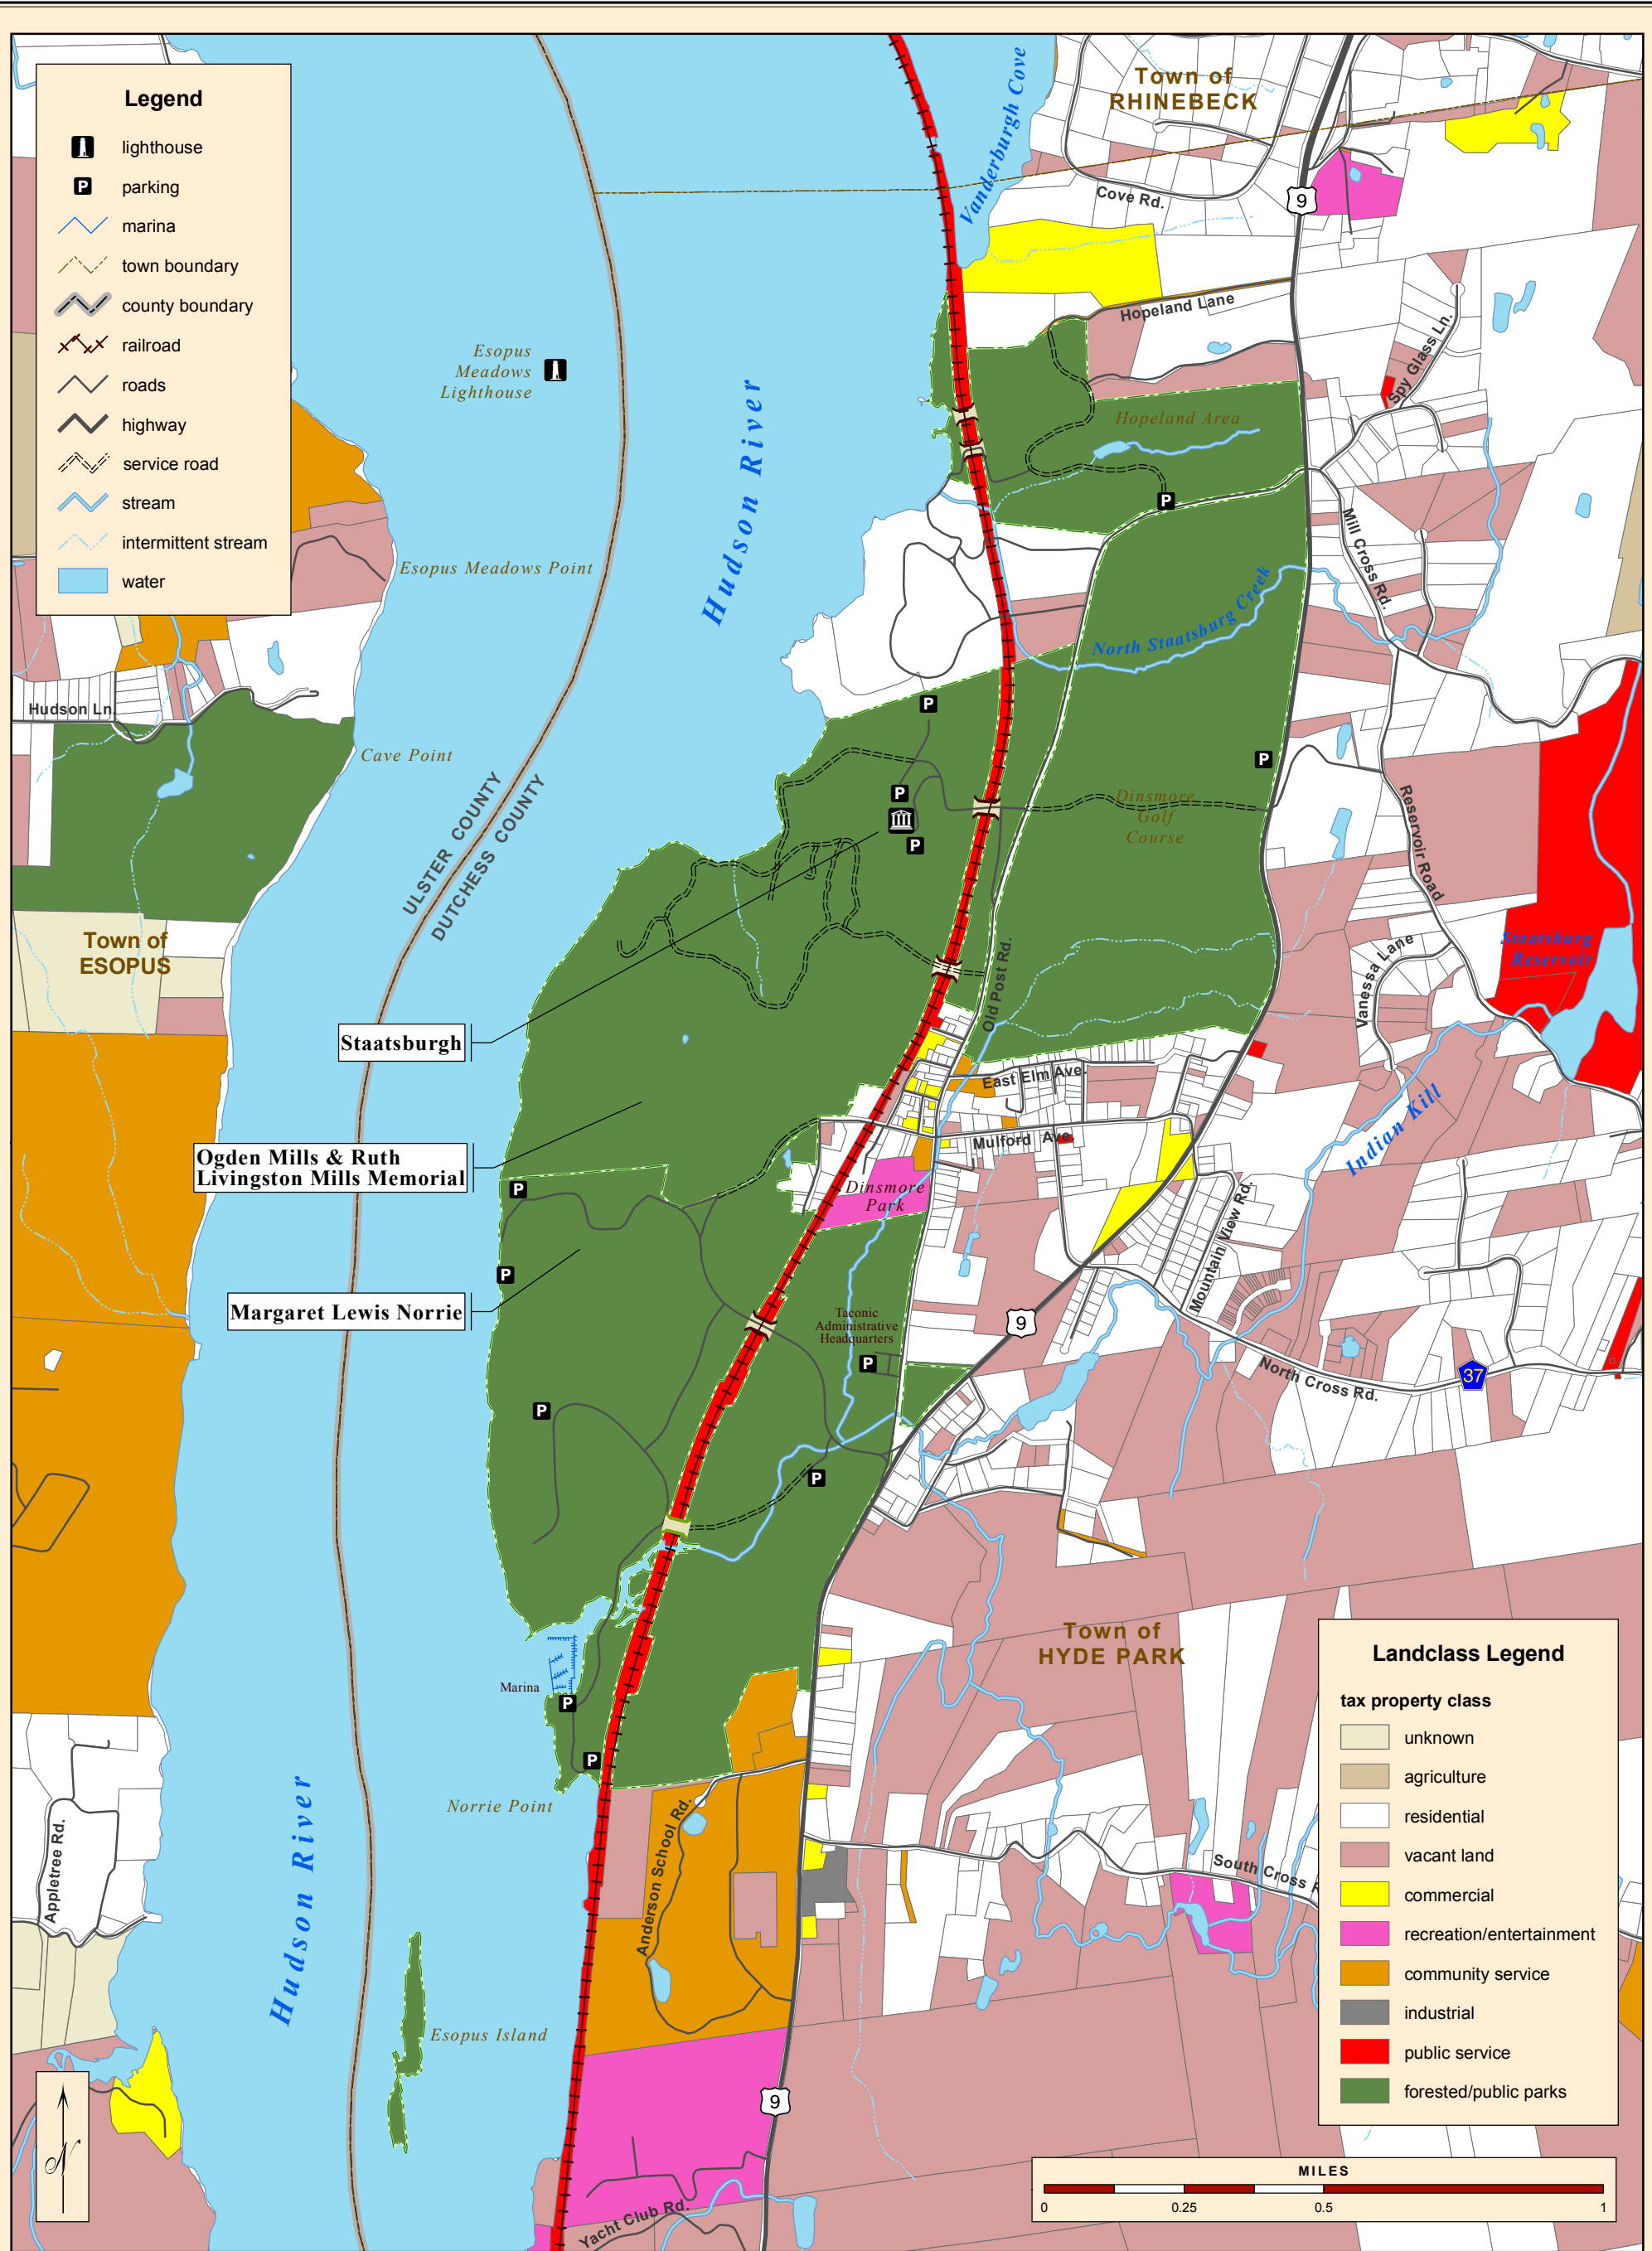 Legend
lighthouse
P
parking
marina
town boundary
county boundary
railroad
roads
highway
service road
stream
intermittent stream
water
Town of
RHINEBECK
Vanderburgh Cove
Cove Rd.
9
Hopeland Lane
Spy Glass Ln.
Esopus
Meadows
Lighthouse
Hudson River
Hopeland Area
P
Mill Cross Rd.
Esopus Meadows Point
North Staatsburg Creek
Hudson Ln.
P
Cave Point
P
ULSTER COUNTY
DUTCHESS COUNTY
P
P
Dinsmore
Golf
Course
Reservoir Road
Town of
ESOPUS
Old Post Rd.
Vanessa Lane
Staatsburg
Reservoir
Staatsburgh
East Elm Ave.
Mulford Ave.
Indian Kill
Ogden Mills & Ruth
Livingston Mills Memorial
P
Dinsmore
Park
Mountain View Rd.
P
Margaret Lewis Norrie
Taconic
Administrative
Headquarters
9
P
North Cross Rd.
37
P
P
Town of
HYDE PARK
Marina
P
P
Norrie Point
Appletree Rd.
Anderson School Rd.
South Cross R
Hudson River
Esopus Island
9
Yacht Club Rd.
N
Landclass Legend
tax property class
unknown
agriculture
residential
vacant land
commercial
recreation/entertainment
community service
industrial
public service
forested/public parks
MILES
0 0.25 0.5 1